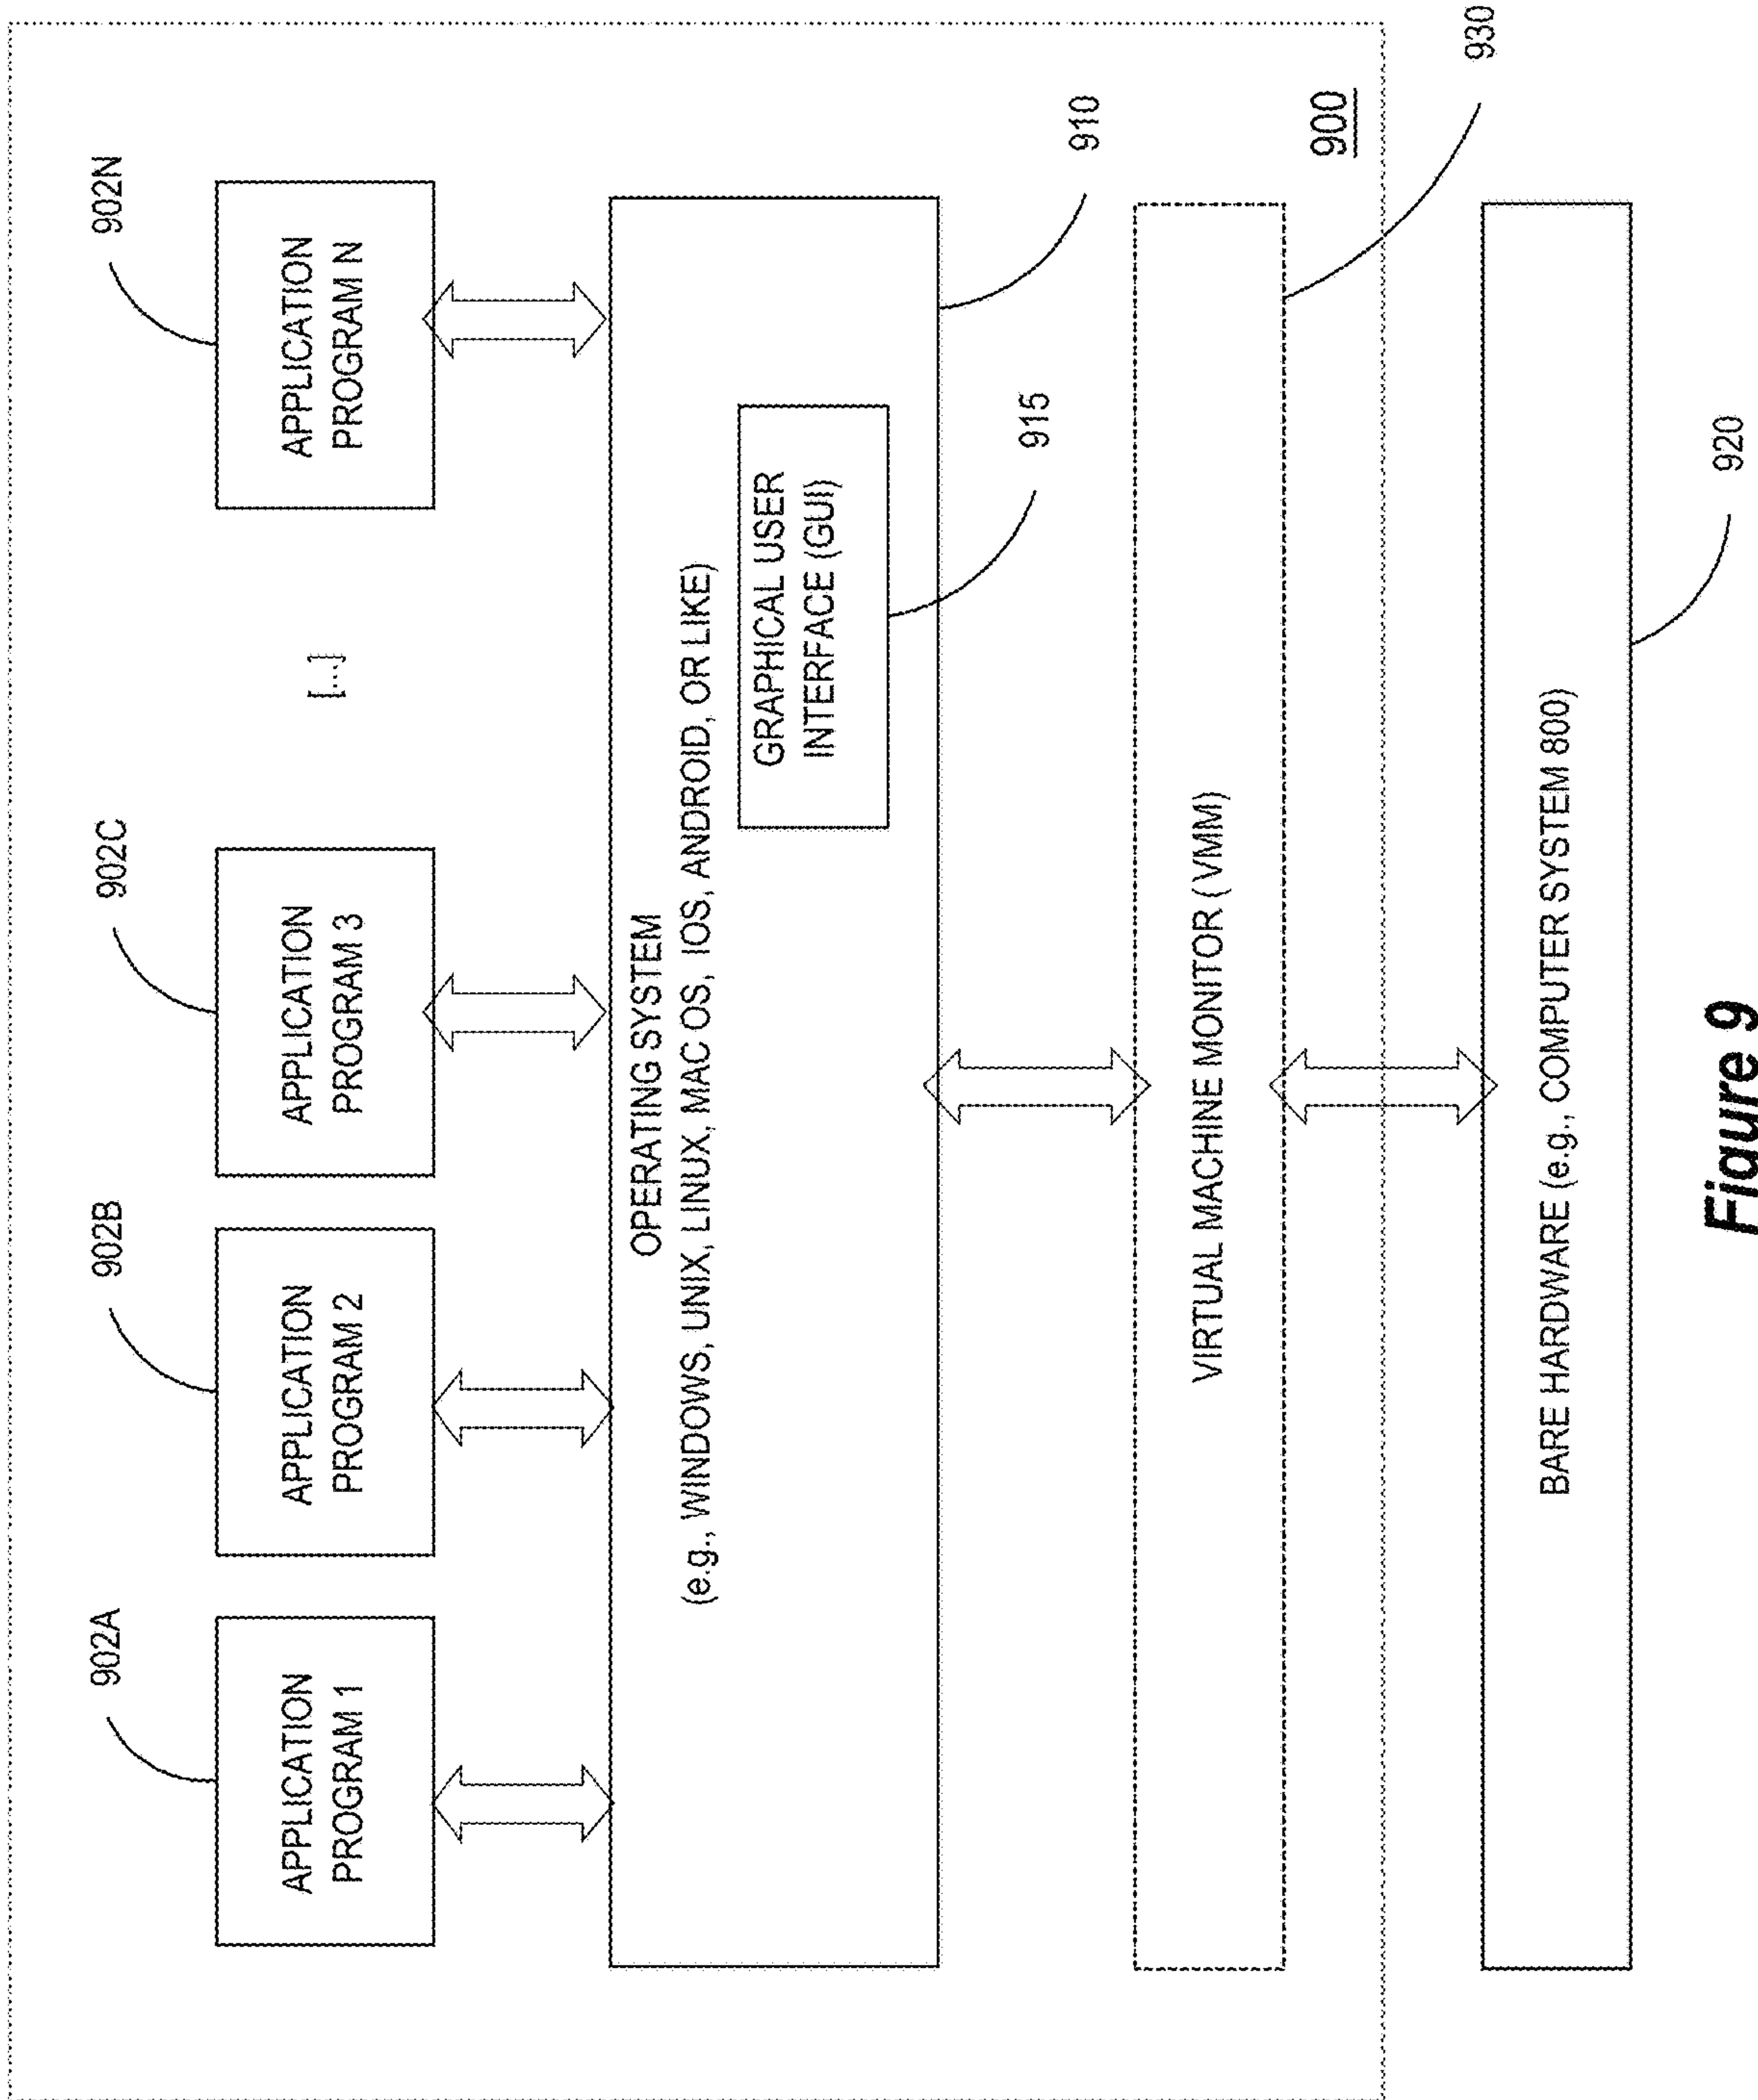 902A
902B
902C
902N
APPLICATION
PROGRAM 1
APPLICATION
PROGRAM 2
APPLICATION
PROGRAM 3
[...]
APPLICATION
PROGRAM N
OPERATING SYSTEM
(e.g., WINDOWS, UNIX, LINUX, MAC OS, IOS, ANDROID, OR LIKE)
GRAPHICAL USER
INTERFACE (GUI)
915
910
VIRTUAL MACHINE MONITOR (VMM)
900
930
BARE HARDWARE (e.g., COMPUTER SYSTEM 800)
920
Figure 9